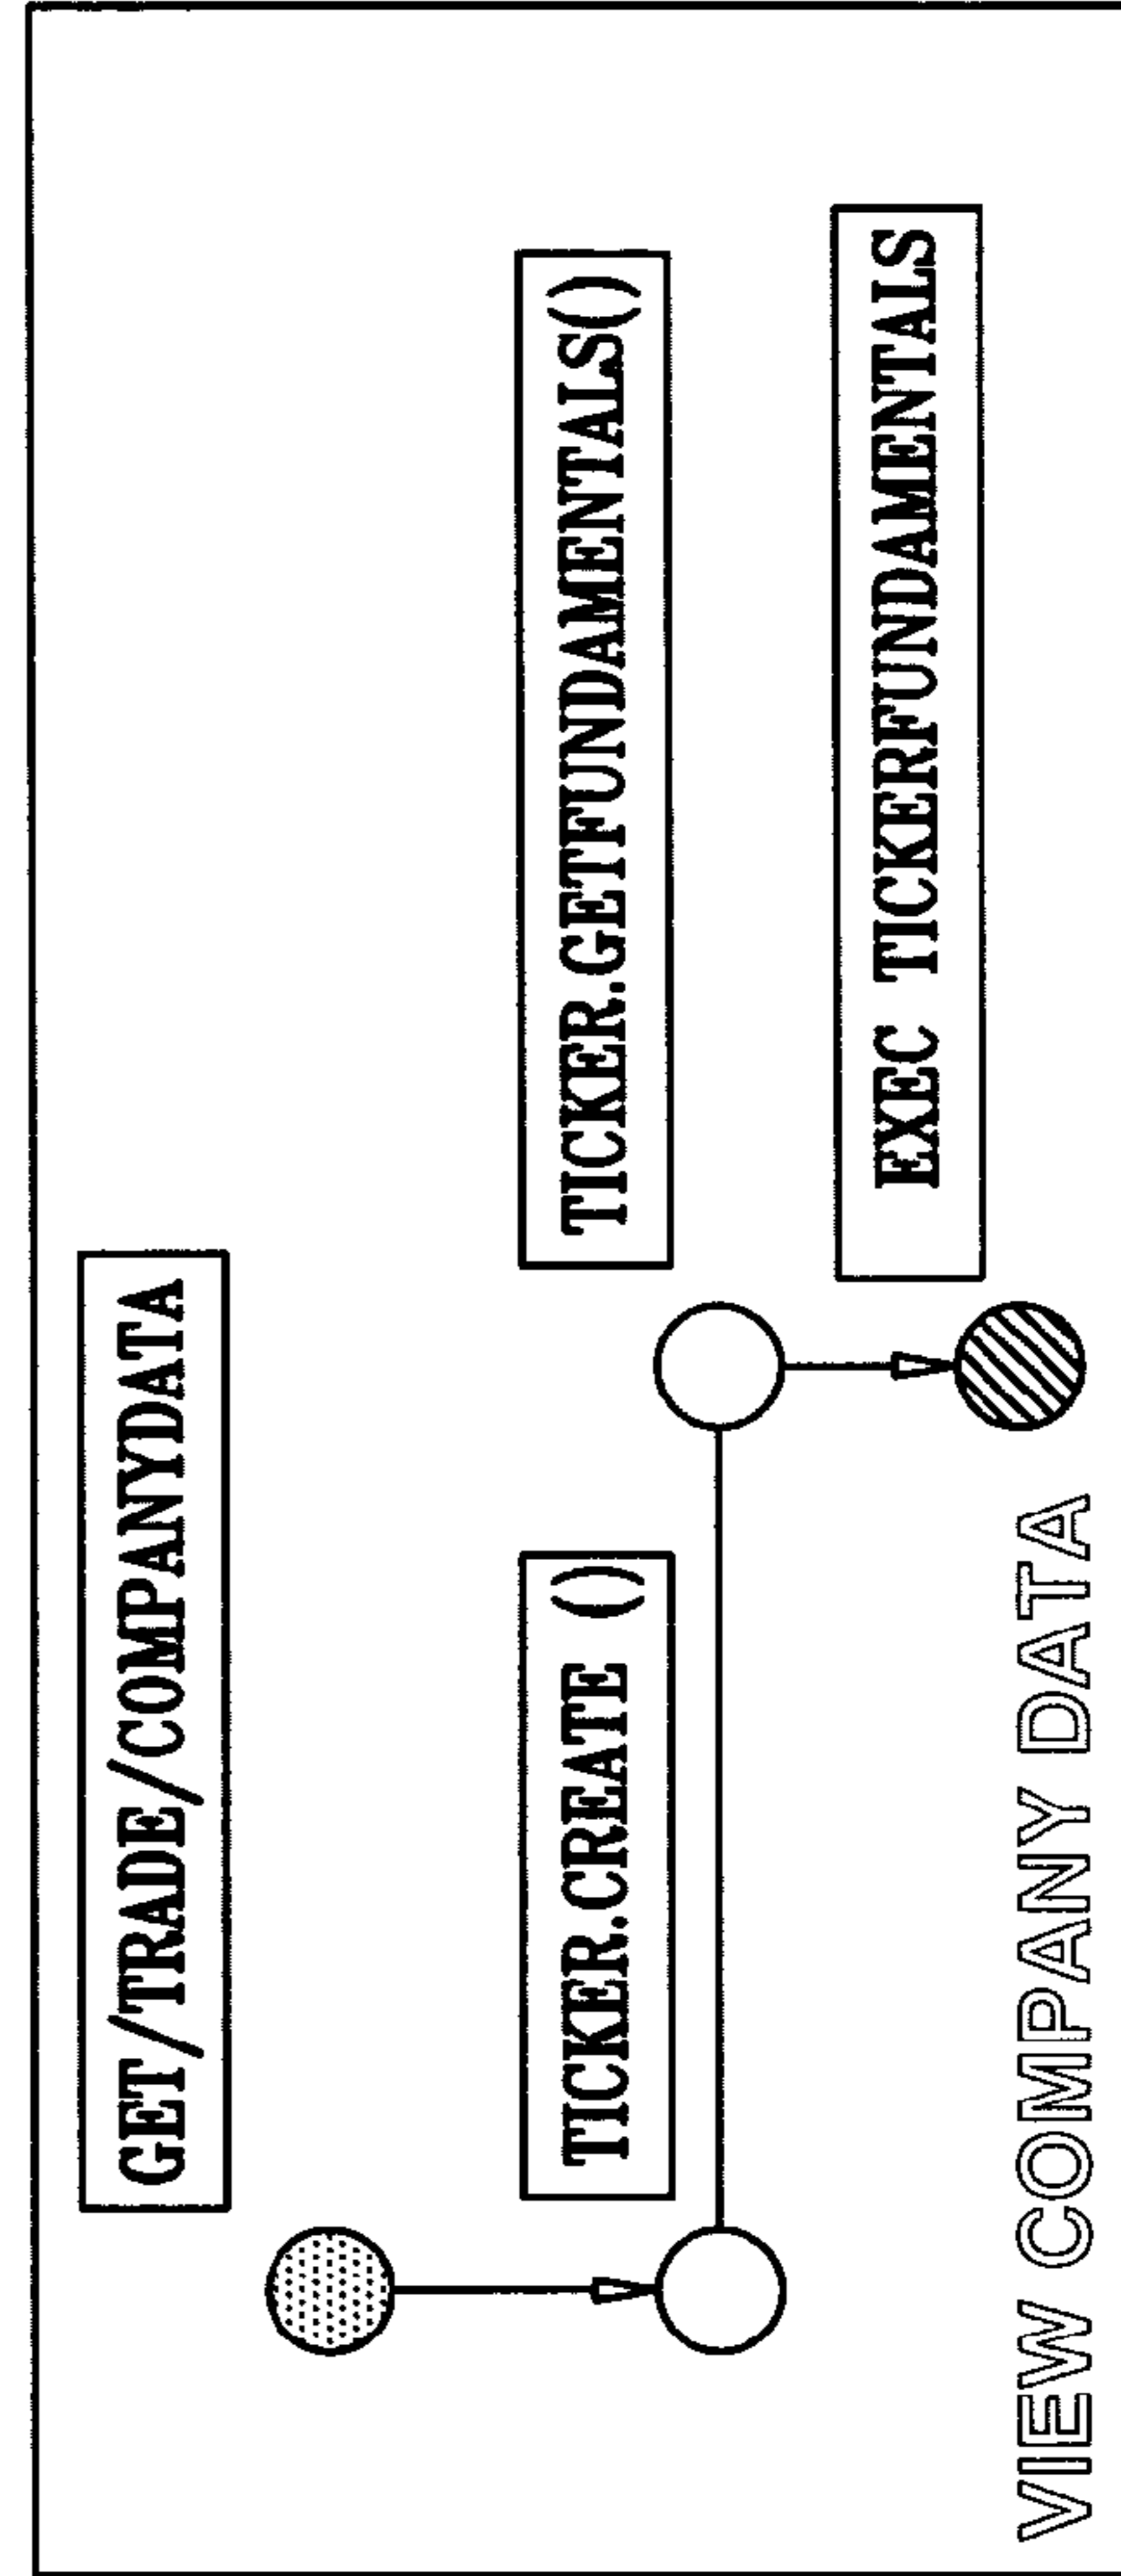 GET/TRADE/COMPANYDATA
TICKER.CREATE ()
TICKER.GETFUNDAMENTALS()
EXEC TICKERFUNDAMENTALS
VIEW COMPANY DATA